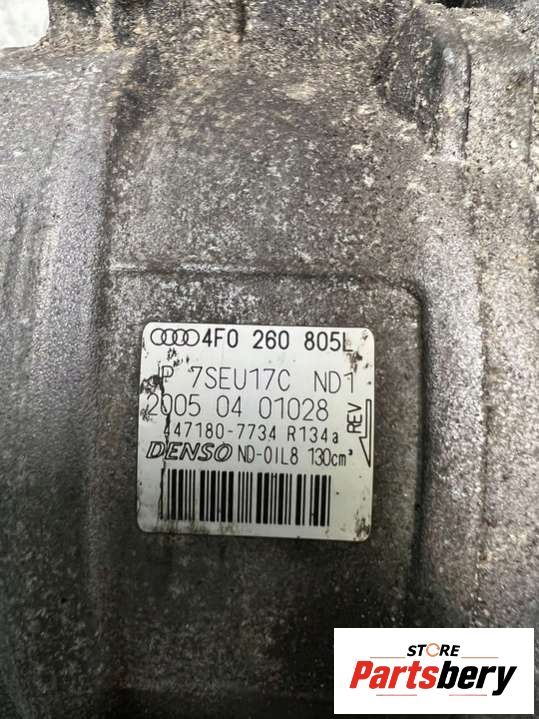 4F0 260 805L
P 7SEU17C ND1
2005 04 01028
447180-7734 R134a
REV
DENSO ND-OIL8 130cm³
STORE
Partsbery